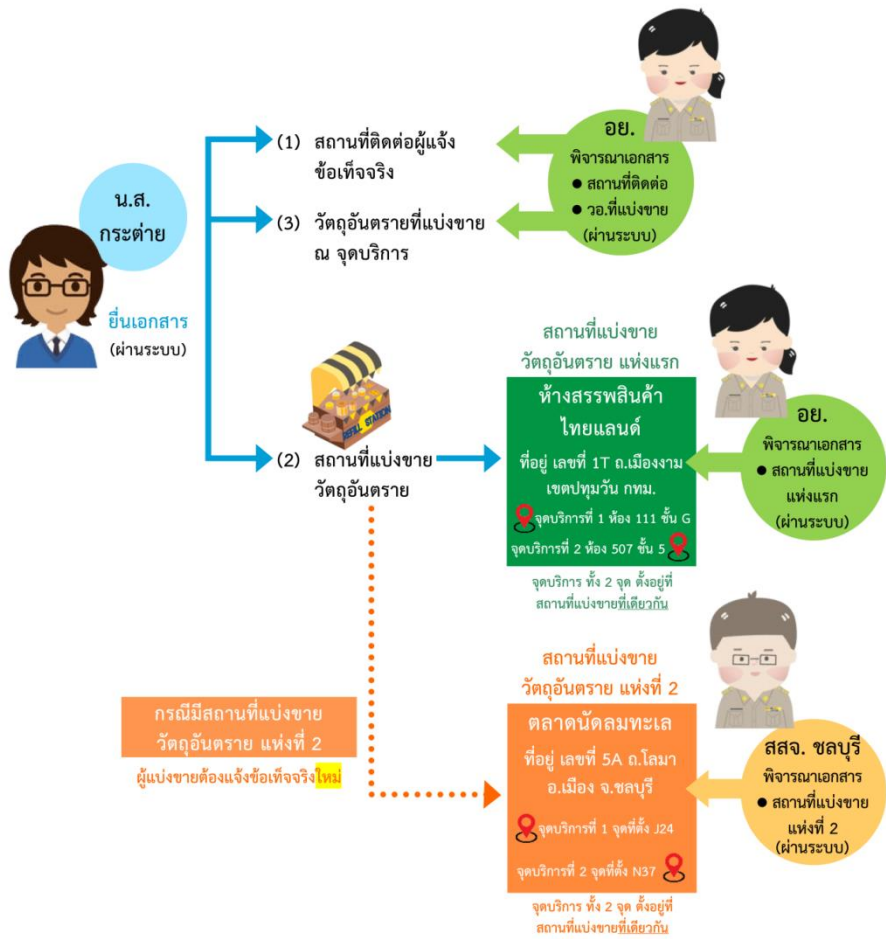 น.ส.
กระต่าย
ยื่นเอกสาร
(ผ่านระบบ)
(1) สถานที่ติดต่อผู้แจ้ง
ข้อเท็จจริง
(3) วัตถุอันตรายที่แบ่งขาย
ณ จุดบริการ
อย.
พิจารณาเอกสาร
● สถานที่ติดต่อ
● วอ.ที่แบ่งขาย
(ผ่านระบบ)
REFILL STATION
(2) สถานที่แบ่งขาย
วัตถุอันตราย
สถานที่แบ่งขาย
วัตถุอันตราย แห่งแรก
ห้างสรรพสินค้า
ไทยแลนด์
ที่อยู่ เลขที่ 1T ถ.เมืองงาม
เขตปทุมวัน กทม.
จุดบริการที่ 1 ห้อง 111 ชั้น G
จุดบริการที่ 2 ห้อง 507 ชั้น 5
จุดบริการ ทั้ง 2 จุด ตั้งอยู่ที่
สถานที่แบ่งขายที่เดียวกัน
อย.
พิจารณาเอกสาร
● สถานที่แบ่งขาย
แห่งแรก
(ผ่านระบบ)
กรณีมีสถานที่แบ่งขาย
วัตถุอันตราย แห่งที่ 2
ผู้แบ่งขายต้องแจ้งข้อเท็จจริงใหม่
สถานที่แบ่งขาย
วัตถุอันตราย แห่งที่ 2
ตลาดนัดลมทะเล
ที่อยู่ เลขที่ 5A ถ.โลมา
อ.เมือง จ.ชลบุรี
จุดบริการที่ 1 จุดที่ตั้ง J24
จุดบริการที่ 2 จุดที่ตั้ง N37
จุดบริการ ทั้ง 2 จุด ตั้งอยู่ที่
สถานที่แบ่งขายที่เดียวกัน
สสจ. ชลบุรี
พิจารณาเอกสาร
● สถานที่แบ่งขาย
แห่งที่ 2
(ผ่านระบบ)